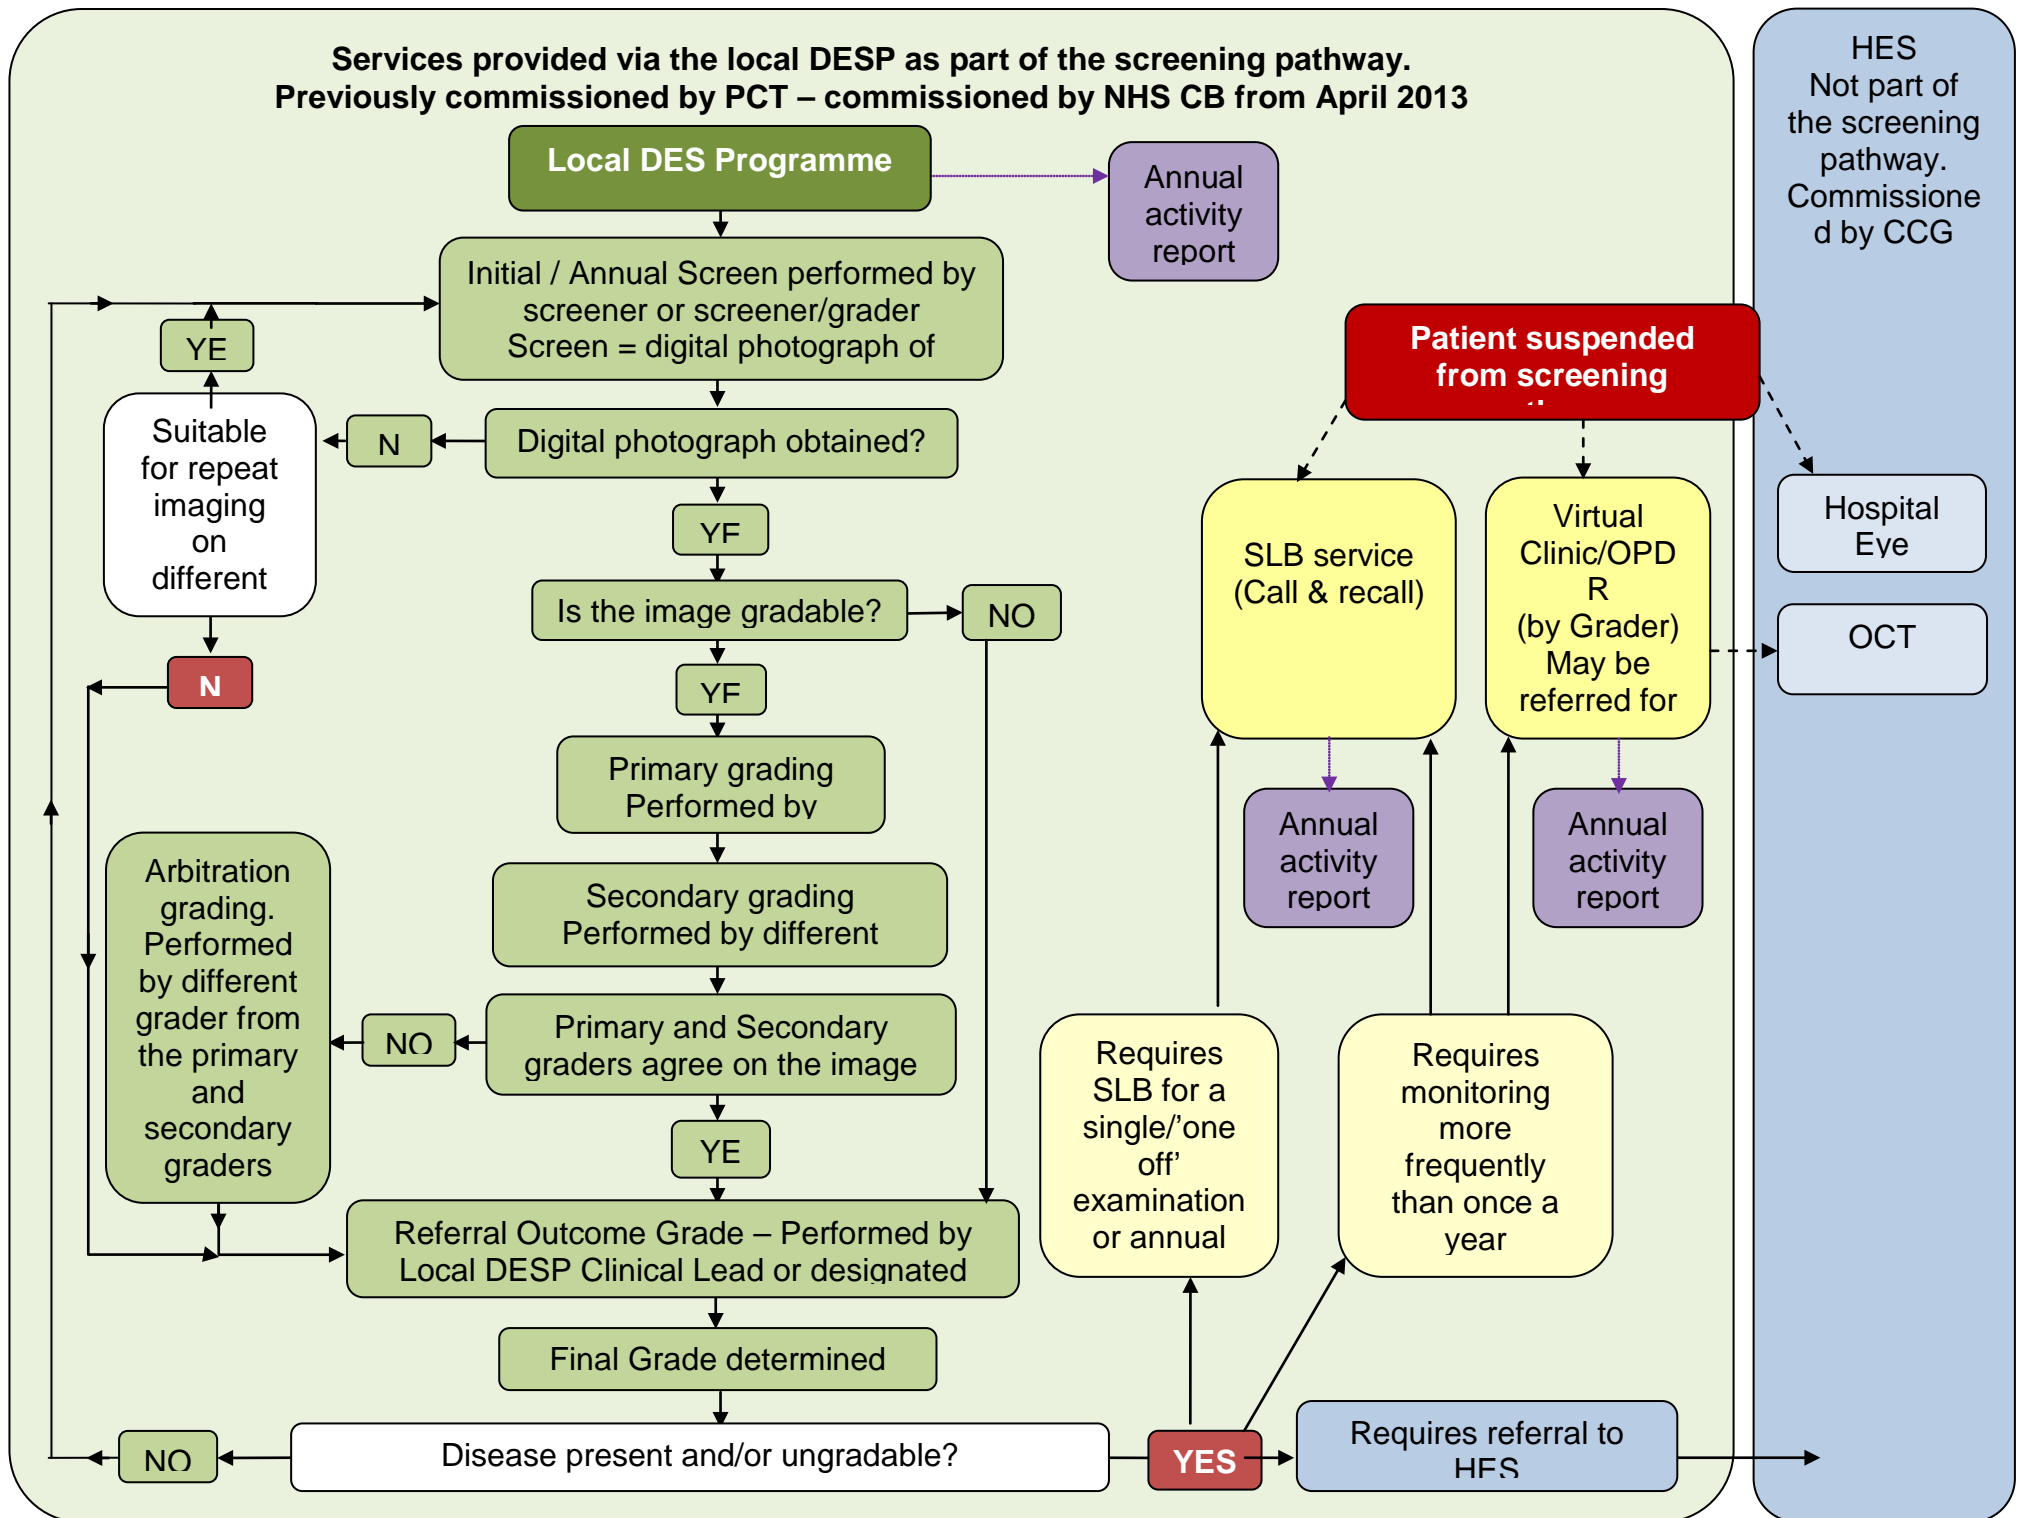 Services provided via the local DESP as part of the screening pathway.
Previously commissioned by PCT – commissioned by NHS CB from April 2013
HES
Not part of
the screening
pathway.
Commissione
d by CCG
Local DES Programme
Annual
activity
report
Initial / Annual Screen performed by
screener or screener/grader
Screen = digital photograph of
YE
Patient suspended
from screening
Suitable
for repeat
imaging
on
different
N
Digital photograph obtained?
YE
Is the image gradable?
NO
YE
N
SLB service
(Call & recall)
Virtual
Clinic/OPD
R
(by Grader)
May be
referred for
Hospital
Eye
OCT
Primary grading
Performed by
Annual
activity
report
Annual
activity
report
Arbitration
grading.
Performed
by different
grader from
the primary
and
secondary
graders
Secondary grading
Performed by different
NO
Primary and Secondary
graders agree on the image
YE
Requires
SLB for a
single/’one
off’
examination
or annual
Requires
monitoring
more
frequently
than once a
year
Referral Outcome Grade – Performed by
Local DESP Clinical Lead or designated
Final Grade determined
NO
Disease present and/or ungradable?
YES
Requires referral to
HES